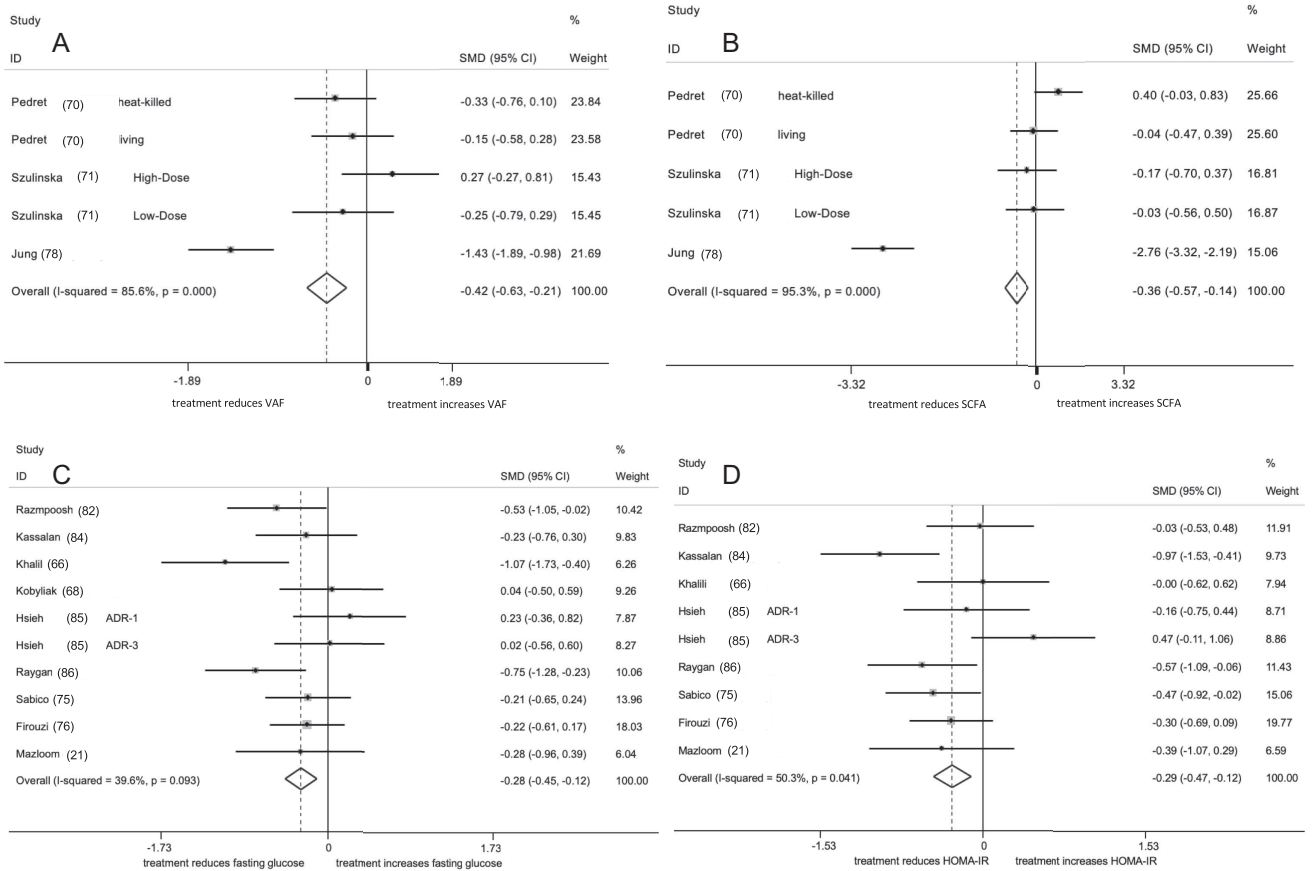 Study %
A
ID SMD (95% CI) Weight
Pedret (70) heat-killed -0.33 (-0.76, 0.10) 23.84
Pedret (70) living -0.15 (-0.58, 0.28) 23.58
Szulinska (71) High-Dose 0.27 (-0.27, 0.81) 15.43
Szulinska (71) Low-Dose -0.25 (-0.79, 0.29) 15.45
Jung (78) -1.43 (-1.89, -0.98) 21.69
Overall (I-squared = 85.6%, p = 0.000) -0.42 (-0.63, -0.21) 100.00
-1.89 0 1.89
treatment reduces VAF treatment increases VAF
Study %
B
ID SMD (95% CI) Weight
Pedret (70) heat-killed 0.40 (-0.03, 0.83) 25.66
Pedret (70) living -0.04 (-0.47, 0.39) 25.60
Szulinska (71) High-Dose -0.17 (-0.70, 0.37) 16.81
Szulinska (71) Low-Dose -0.03 (-0.56, 0.50) 16.87
Jung (78) -2.76 (-3.32, -2.19) 15.06
Overall (I-squared = 95.3%, p = 0.000) -0.36 (-0.57, -0.14) 100.00
-3.32 0 3.32
treatment reduces SCFA treatment increases SCFA
Study %
C
ID SMD (95% CI) Weight
Razmpoosh (82) -0.53 (-1.05, -0.02) 10.42
Kassalan (84) -0.23 (-0.76, 0.30) 9.83
Khalil (66) -1.07 (-1.73, -0.40) 6.26
Kobyliak (68) 0.04 (-0.50, 0.59) 9.26
Hsieh (85) ADR-1 0.23 (-0.36, 0.82) 7.87
Hsieh (85) ADR-3 0.02 (-0.56, 0.60) 8.27
Raygan (86) -0.75 (-1.28, -0.23) 10.06
Sabico (75) -0.21 (-0.65, 0.24) 13.96
Firouzi (76) -0.22 (-0.61, 0.17) 18.03
Mazloom (21) -0.28 (-0.96, 0.39) 6.04
Overall (I-squared = 39.6%, p = 0.093) -0.28 (-0.45, -0.12) 100.00
-1.73 0 1.73
treatment reduces fasting glucose treatment increases fasting glucose
Study %
D
ID SMD (95% CI) Weight
Razmpoosh (82) -0.03 (-0.53, 0.48) 11.91
Kassalan (84) -0.97 (-1.53, -0.41) 9.73
Khalili (66) -0.00 (-0.62, 0.62) 7.94
Hsieh (85) ADR-1 -0.16 (-0.75, 0.44) 8.71
Hsieh (85) ADR-3 0.47 (-0.11, 1.06) 8.86
Raygan (86) -0.57 (-1.09, -0.06) 11.43
Sabico (75) -0.47 (-0.92, -0.02) 15.06
Firouzi (76) -0.30 (-0.69, 0.09) 19.77
Mazloom (21) -0.39 (-1.07, 0.29) 6.59
Overall (I-squared = 50.3%, p = 0.041) -0.29 (-0.47, -0.12) 100.00
-1.53 0 1.53
treatment reduces HOMA-IR treatment increases HOMA-IR